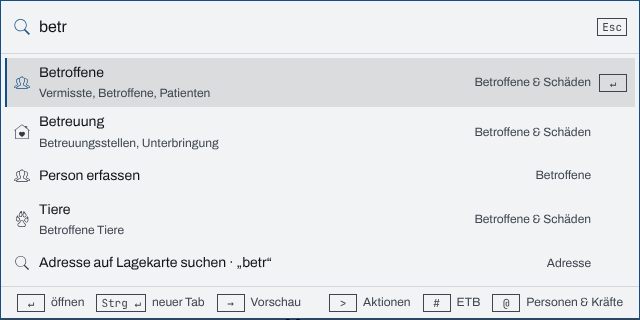 betr Esc
Betroffene
Vermisste, Betroffene, Patienten
Betroffene & Schäden ↵
Betreuung
Betreuungsstellen, Unterbringung
Betroffene & Schäden
Person erfassen Betroffene
Tiere
Betroffene Tiere
Betroffene & Schäden
Adresse auf Lagekarte suchen · „betr“ Adresse
↵ öffnen Strg ↵ neuer Tab → Vorschau > Aktionen # ETB @ Personen & Kräfte